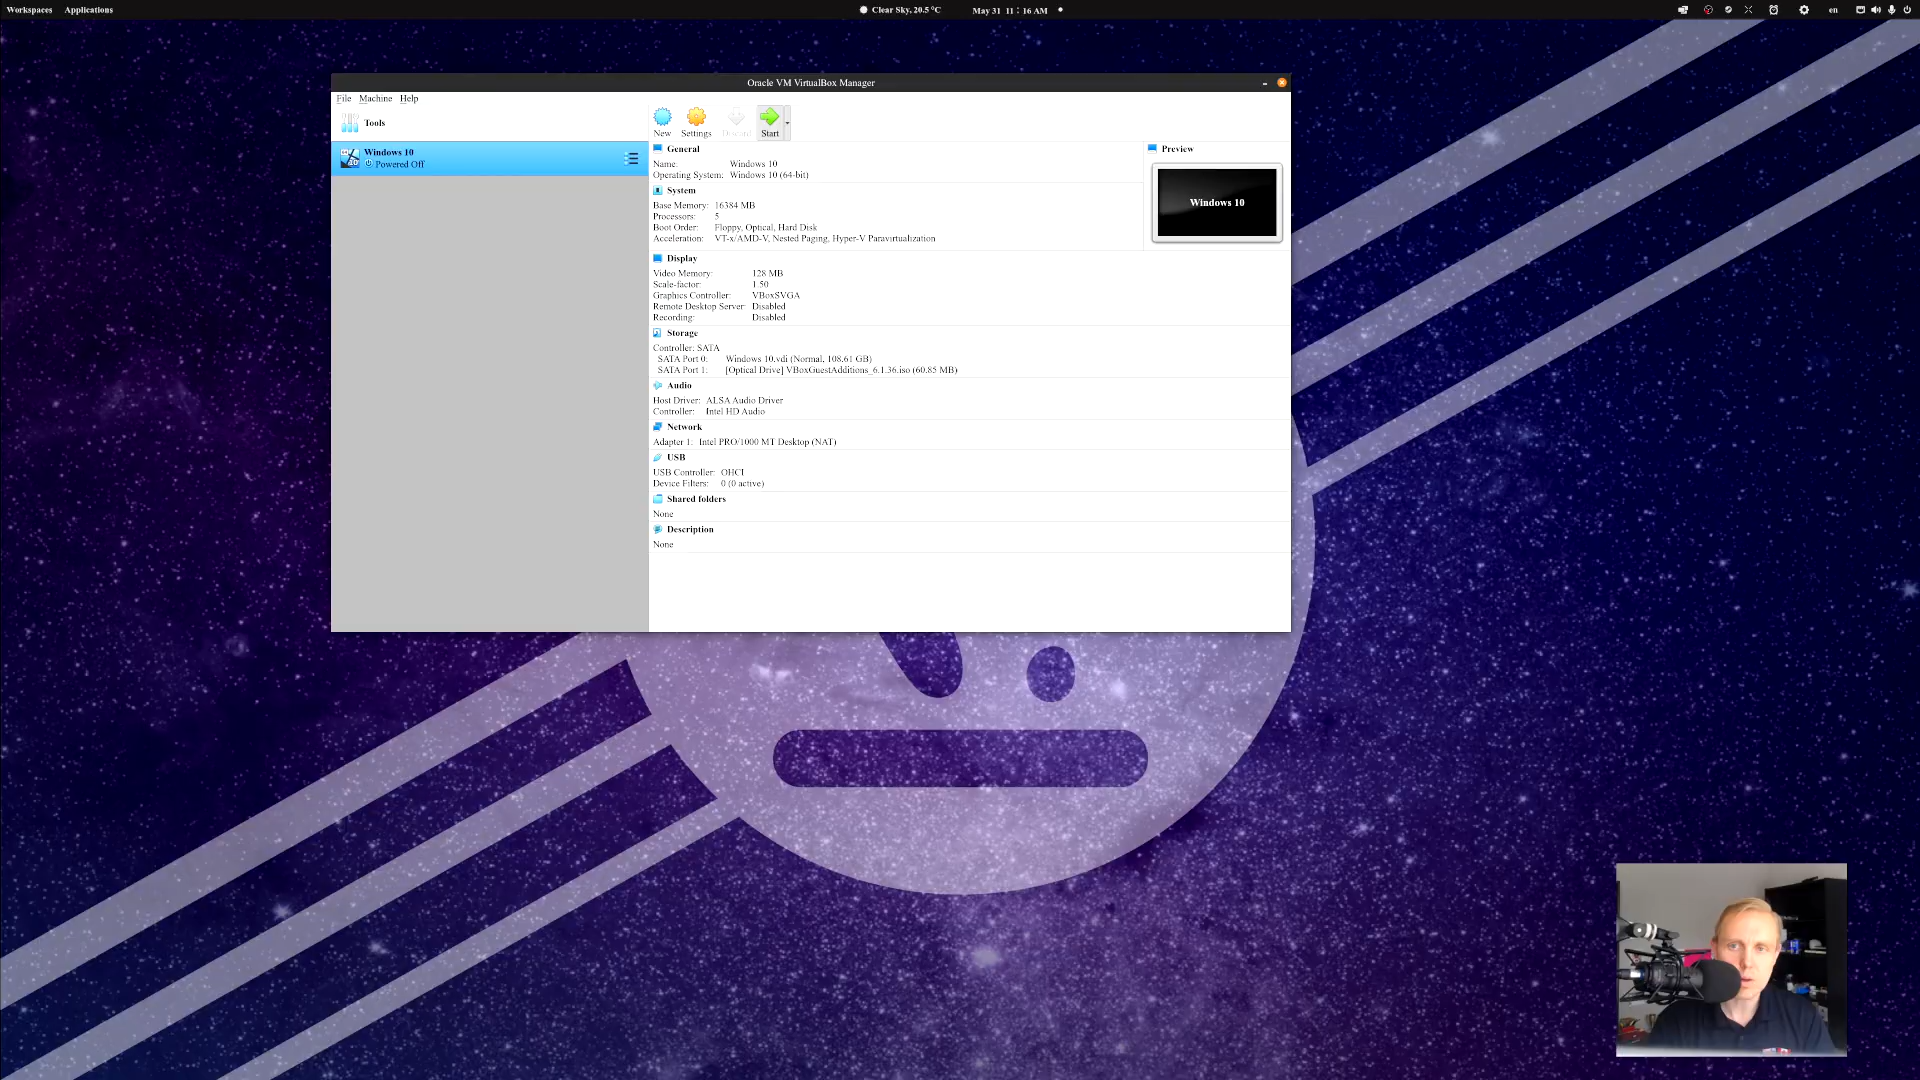 Workspaces Applications Clear Sky, 20.5 °C May 31 11 : 16 AM en
Oracle VM VirtualBox Manager
File Machine Help
Tools
New Settings Discard Start
Windows 10
Powered Off
General
Name: Windows 10
Operating System: Windows 10 (64-bit)
System
Base Memory: 16384 MB
Processors: 5
Boot Order: Floppy, Optical, Hard Disk
Acceleration: VT-x/AMD-V, Nested Paging, Hyper-V Paravirtualization
Preview
Windows 10
Display
Video Memory: 128 MB
Scale-factor: 1.50
Graphics Controller: VBoxSVGA
Remote Desktop Server: Disabled
Recording: Disabled
Storage
Controller: SATA
SATA Port 0: Windows 10.vdi (Normal, 108.61 GB)
SATA Port 1: [Optical Drive] VBoxGuestAdditions_6.1.36.iso (60.85 MB)
Audio
Host Driver: ALSA Audio Driver
Controller: Intel HD Audio
Network
Adapter 1: Intel PRO/1000 MT Desktop (NAT)
USB
USB Controller: OHCI
Device Filters: 0 (0 active)
Shared folders
None
Description
None